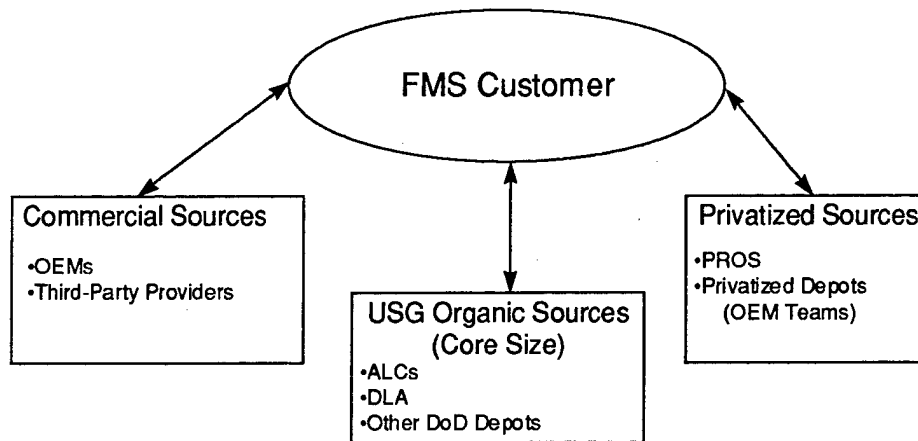 FMS Customer
Commercial Sources
•OEMs
•Third-Party Providers
USG Organic Sources
(Core Size)
•ALCs
•DLA
•Other DoD Depots
Privatized Sources
•PROS
•Privatized Depots
(OEM Teams)